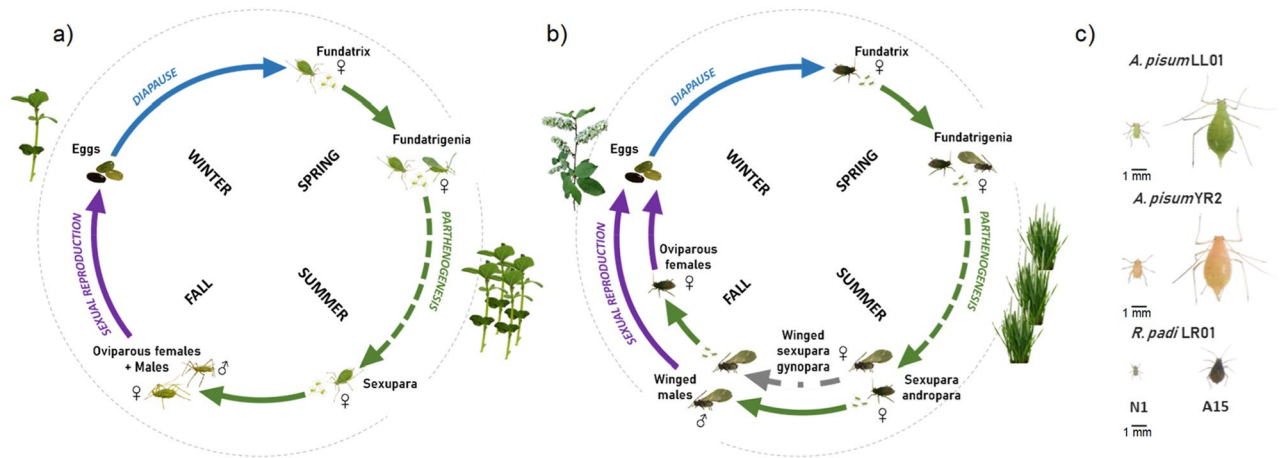 a)
Fundatrix
♀
DIAPAUSE
Fundatrigenia
♀
Eggs
WINTER
SPRING
PARTHENOGENESIS
SEXUAL REPRODUCTION
FALL
SUMMER
Oviparous females
+ Males
♂
♀
Sexupara
♀
b)
Fundatrix
♀
DIAPAUSE
Fundatrigenia
♀
Eggs
WINTER
SPRING
PARTHENOGENESIS
SEXUAL REPRODUCTION
Oviparous
females
♀
FALL
SUMMER
Winged
sexupara
gynopara
♀
Winged
males
♂
Sexupara
andropara
♀
c)
A. pisum LL01
1 mm
A. pisum YR2
1 mm
R. padi LR01
N1
A15
1 mm